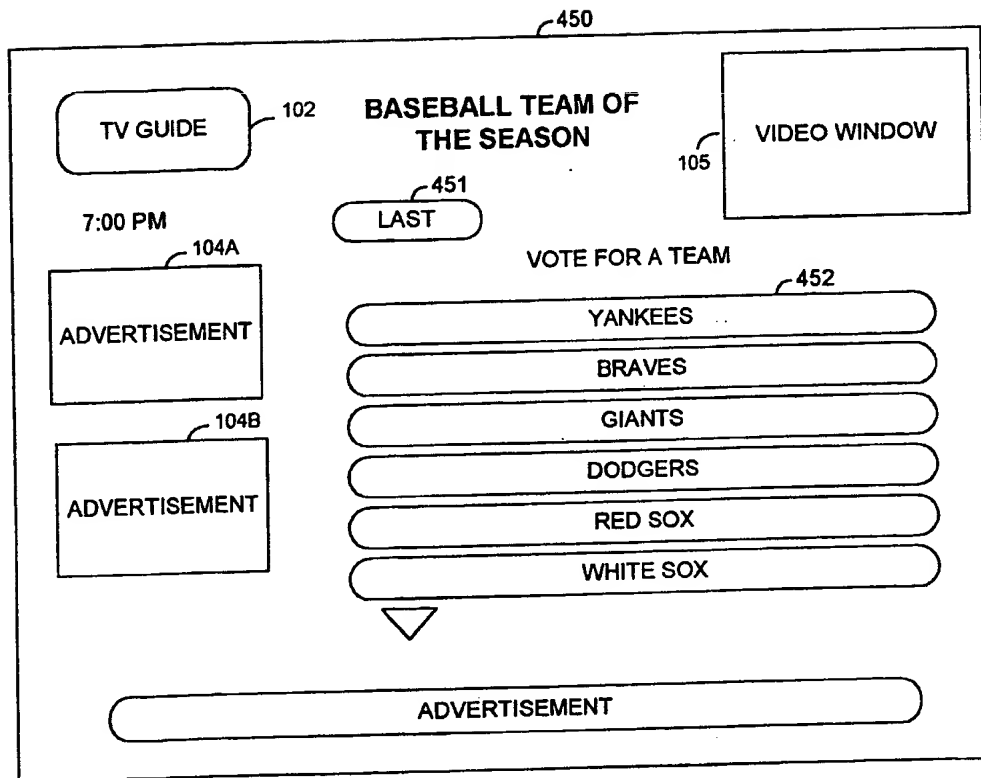 450
TV GUIDE
102
BASEBALL TEAM OF
THE SEASON
105
VIDEO WINDOW
451
LAST
7:00 PM
104A
ADVERTISEMENT
VOTE FOR A TEAM
452
YANKEES
BRAVES
GIANTS
104B
ADVERTISEMENT
DODGERS
RED SOX
WHITE SOX
ADVERTISEMENT